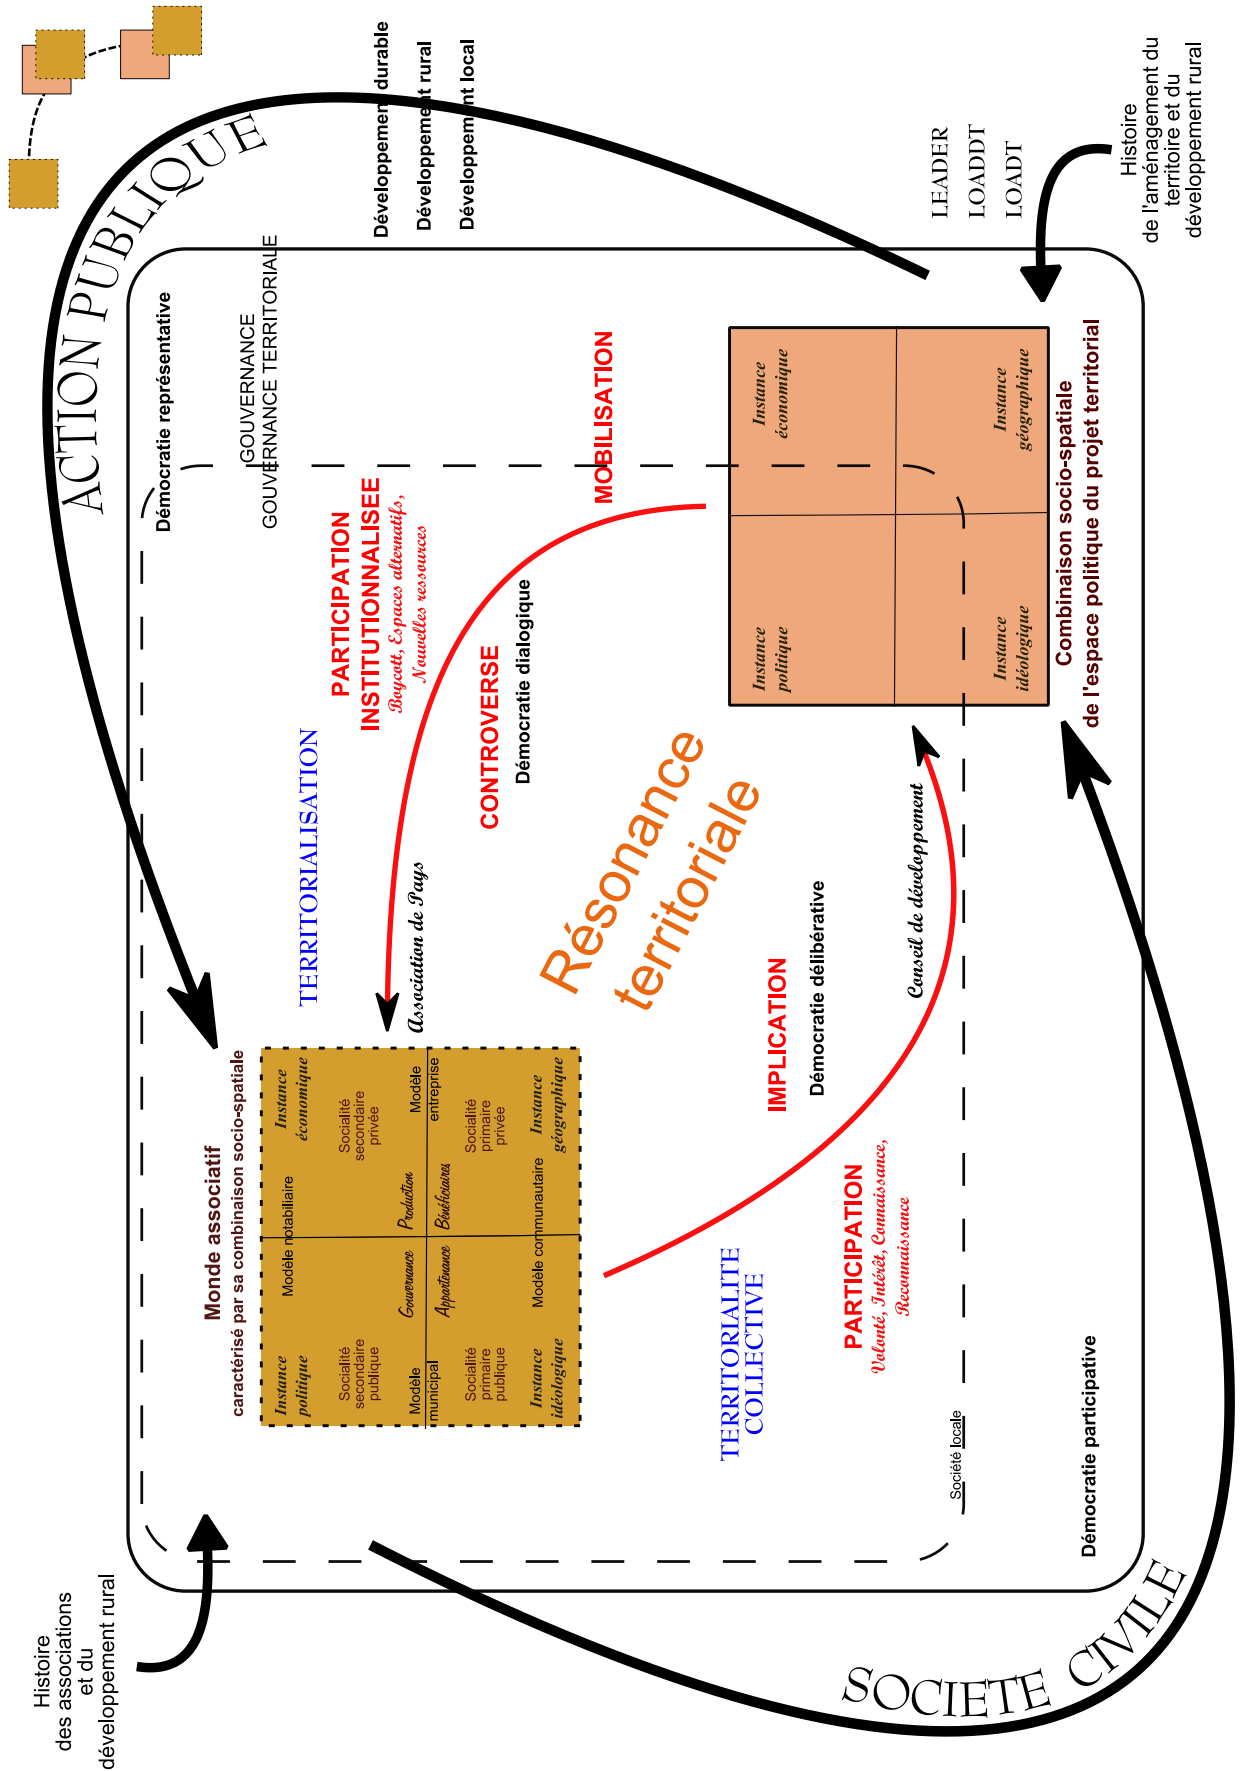 Histoire
des associations
et du
développement rural
ACTION PUBLIQUE
Démocratie représentative
GOUVERNANCE
GOUVERNANCE TERRITORIALE
Développement durable
Développement rural
Développement local
Monde associatif
caractérisé par sa combinaison socio-spatiale
Instance
politique
Modèle notabiliaire
Instance
économique
Socialité
secondaire
publique
Socialité
secondaire
privée
Modèle
municipal
Gouvernance
Production
Modèle
entreprise
Appartenance
Bénéficiaires
Socialité
primaire
publique
Socialité
primaire
privée
Instance
idéologique
Modèle communautaire
Instance
géographique
TERRITORIALISATION
PARTICIPATION
INSTITUTIONNALISEE
Boycott, Espaces alternatifs,
Nouvelles ressources
Association de Pays
CONTROVERSE
Démocratie dialogique
MOBILISATION
Résonance
territoriale
TERRITORIALITE
COLLECTIVE
IMPLICATION
Démocratie délibérative
PARTICIPATION
Volonté, Intérêt, Connaissance,
Reconnaissance
Conseil de développement
Société locale
Instance
politique
Instance
économique
Instance
idéologique
Instance
géographique
Combinaison socio-spatiale
de l'espace politique du projet territorial
LEADER
LOADDT
LOADT
Histoire
de l'aménagement du
territoire et du
développement rural
Démocratie participative
SOCIETE CIVILE